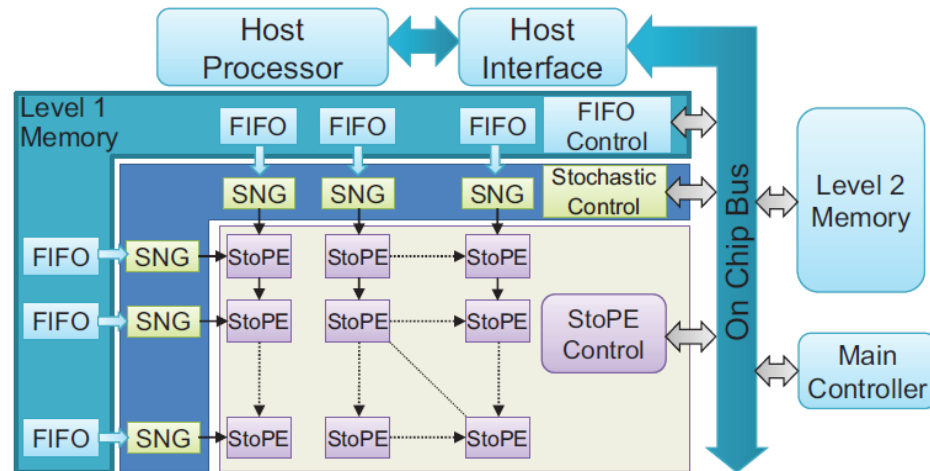 Host
Processor
Host
Interface
Level 1
Memory
FIFO
FIFO
FIFO
FIFO
Control
SNG
SNG
SNG
Stochastic
Control
On Chip Bus
Level 2
Memory
FIFO
SNG
StoPE
StoPE
StoPE
FIFO
SNG
StoPE
StoPE
StoPE
StoPE
Control
Main
Controller
FIFO
SNG
StoPE
StoPE
StoPE